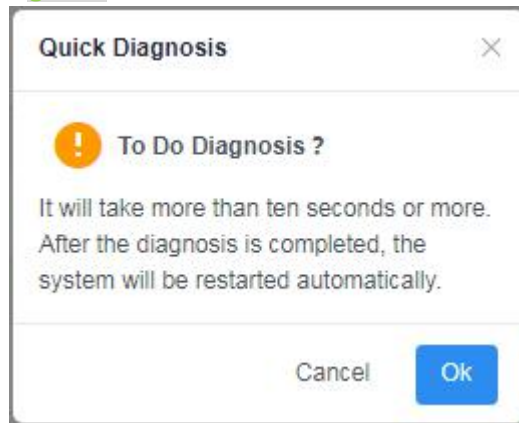 Quick Diagnosis
To Do Diagnosis ?
It will take more than ten seconds or more.
After the diagnosis is completed, the
system will be restarted automatically.
Cancel
Ok